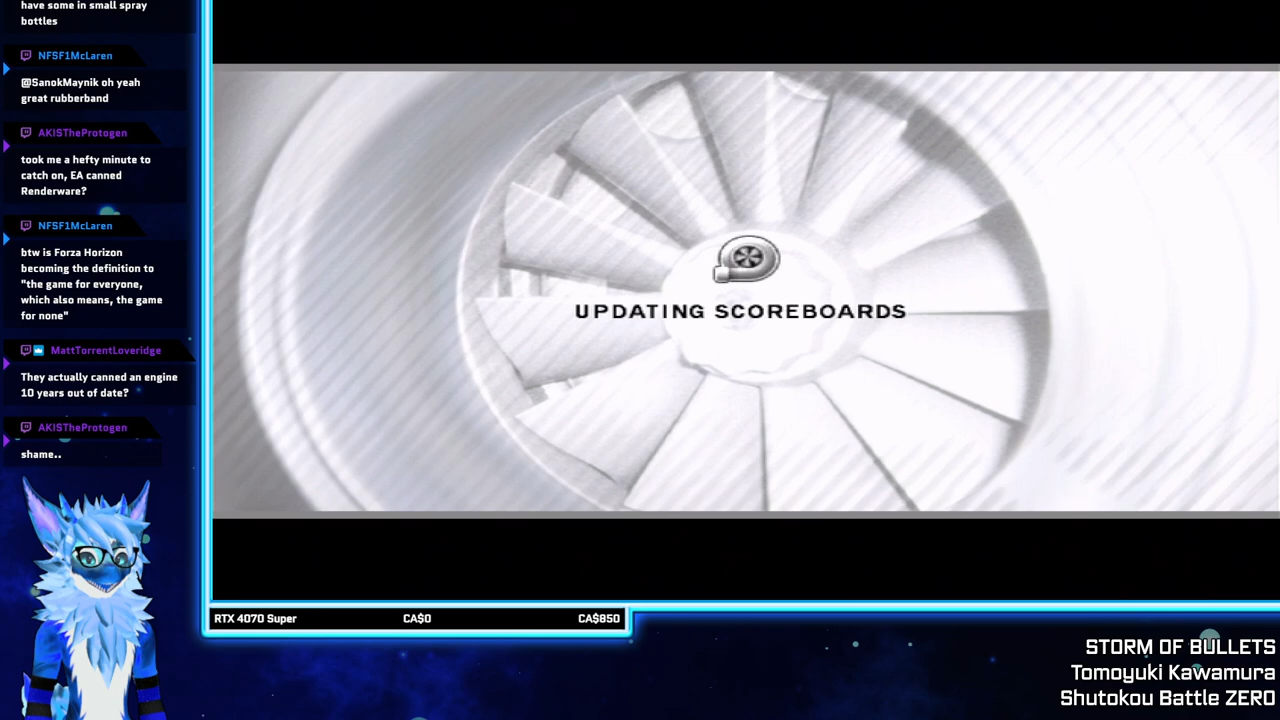 have some in small spray
bottles
NFSF1McLaren
@SanokMaynik oh yeah
great rubberband
AKISTheProtogen
took me a hefty minute to
catch on, EA canned
Renderware?
NFSF1McLaren
btw is Forza Horizon
becoming the definition to
"the game for everyone,
which also means, the game
for none"
MattTorrentLoveridge
They actually canned an engine
10 years out of date?
AKISTheProtogen
shame..
UPDATING SCOREBOARDS
RTX 4070 Super CA$0 CA$850
STORM OF BULLETS
Tomoyuki Kawamura
Shutokou Battle ZERO